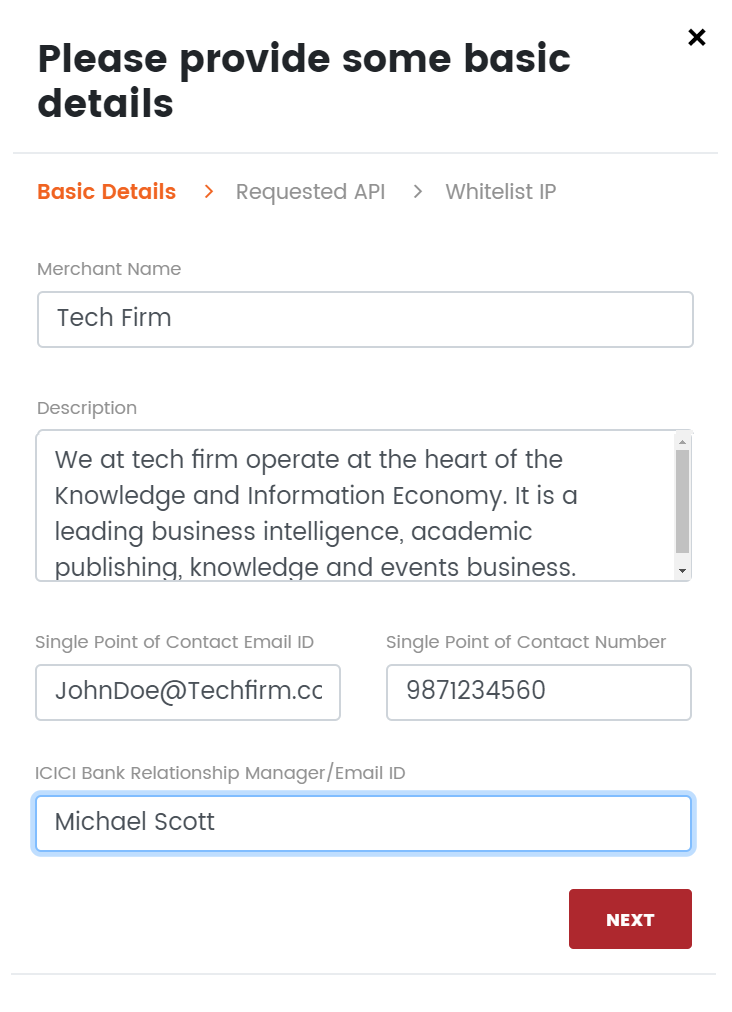 Please provide some basic
details
×
Basic Details > Requested API > Whitelist IP
Merchant Name
Tech Firm
Description
We at tech firm operate at the heart of the
Knowledge and Information Economy. It is a
leading business intelligence, academic
publishing, knowledge and events business.
Single Point of Contact Email ID
JohnDoe@Techfirm.cc
Single Point of Contact Number
9871234560
ICICI Bank Relationship Manager/Email ID
Michael Scott
NEXT